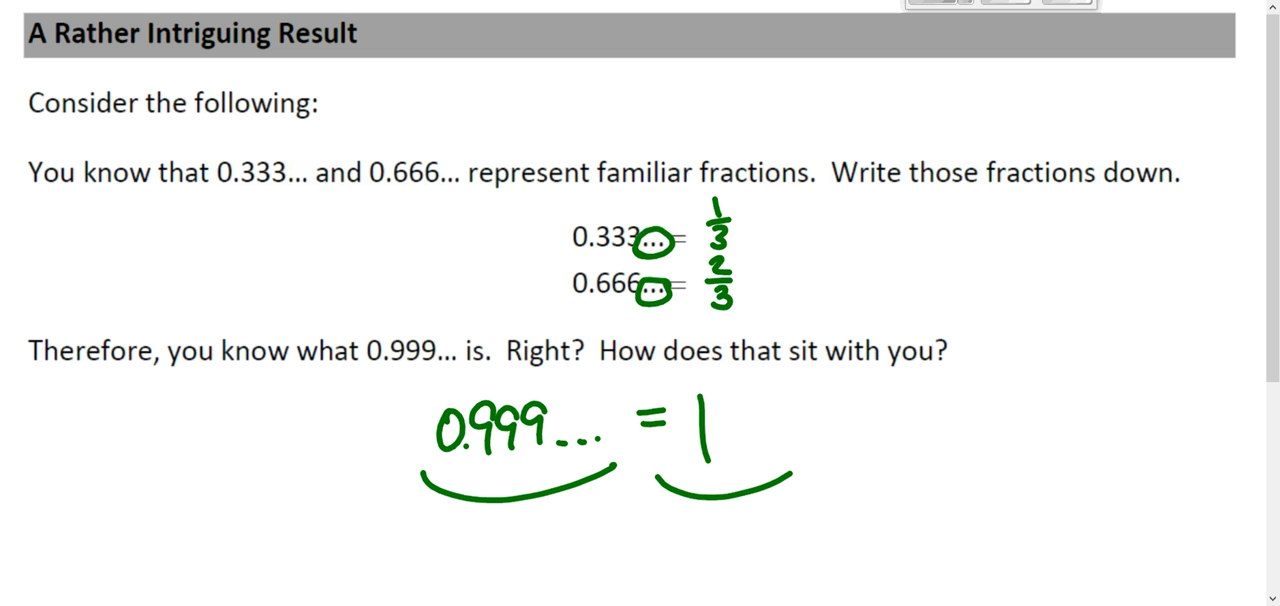 A Rather Intriguing Result
Consider the following:
You know that 0.333... and 0.666... represent familiar fractions.  Write those fractions down.
0.333... = 1/3
0.666... = 2/3
Therefore, you know what 0.999... is.  Right?  How does that sit with you?
0.999... = 1